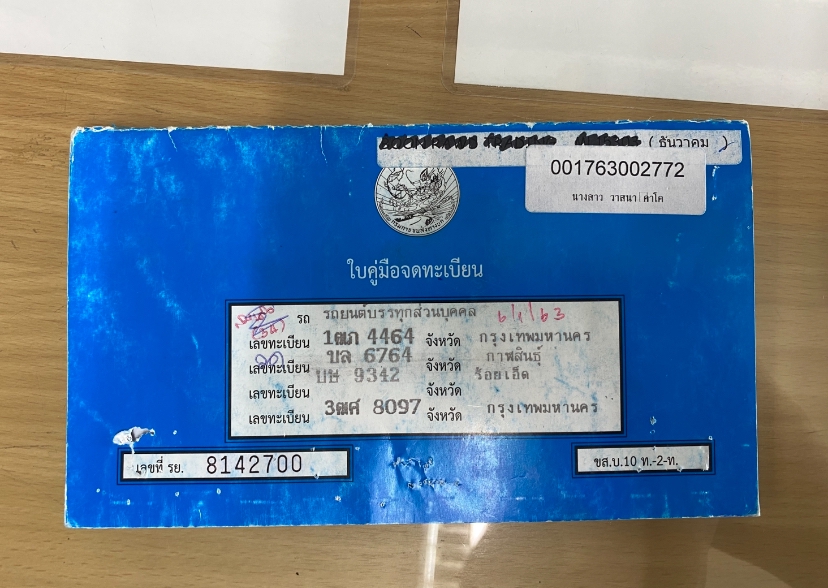 ( ธันวาคม )
001763002772
นางสาว วาสนา คำโค
ใบคู่มือจดทะเบียน
รถ รถยนต์บรรทุกส่วนบุคคล 6/1/63
เลขทะเบียน 1ฒภ 4464 จังหวัด กรุงเทพมหานคร
เลขทะเบียน บล 6764 จังหวัด กาฬสินธุ์
เลขทะเบียน บษ 9342 จังหวัด ร้อยเอ็ด
เลขทะเบียน 3ฒศ 8097 จังหวัด กรุงเทพมหานคร
เลขที่ รย. 8142700
ขส.บ.10 ท.-2-ท.